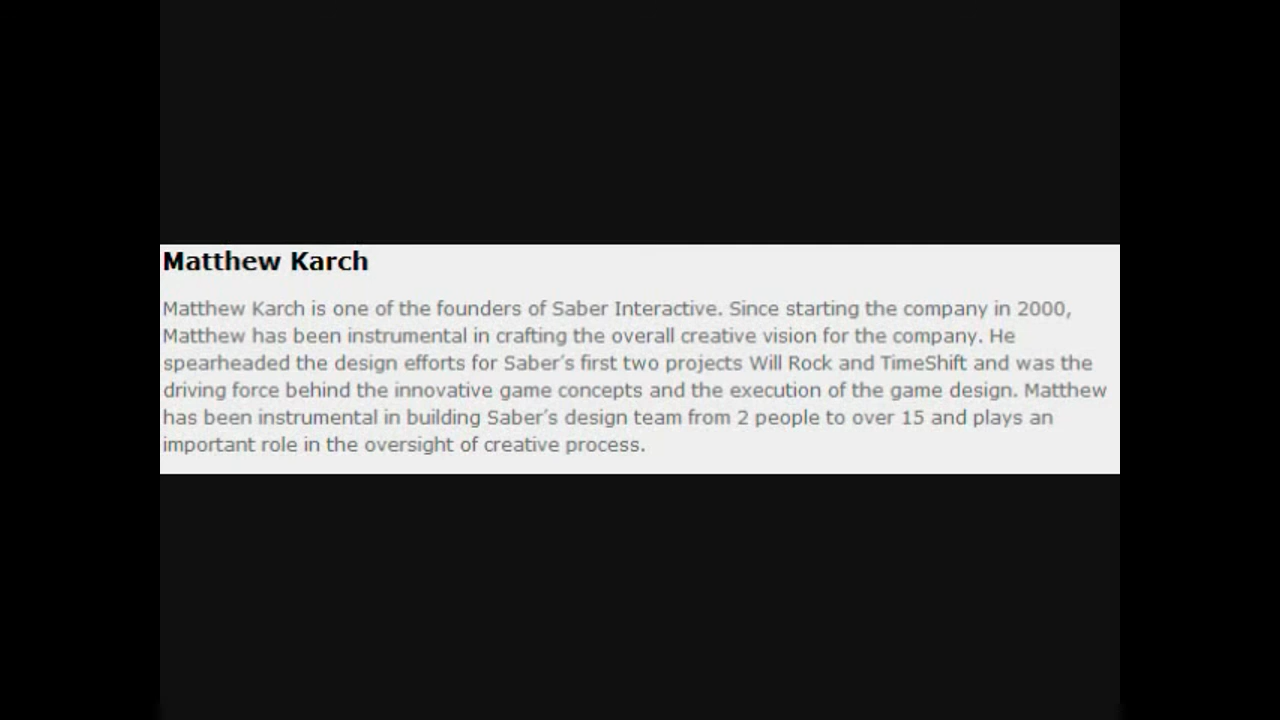 Matthew Karch
Matthew Karch is one of the founders of Saber Interactive. Since starting the company in 2000,
Matthew has been instrumental in crafting the overall creative vision for the company. He
spearheaded the design efforts for Saber's first two projects Will Rock and TimeShift and was the
driving force behind the innovative game concepts and the execution of the game design. Matthew
has been instrumental in building Saber's design team from 2 people to over 15 and plays an
important role in the oversight of creative process.